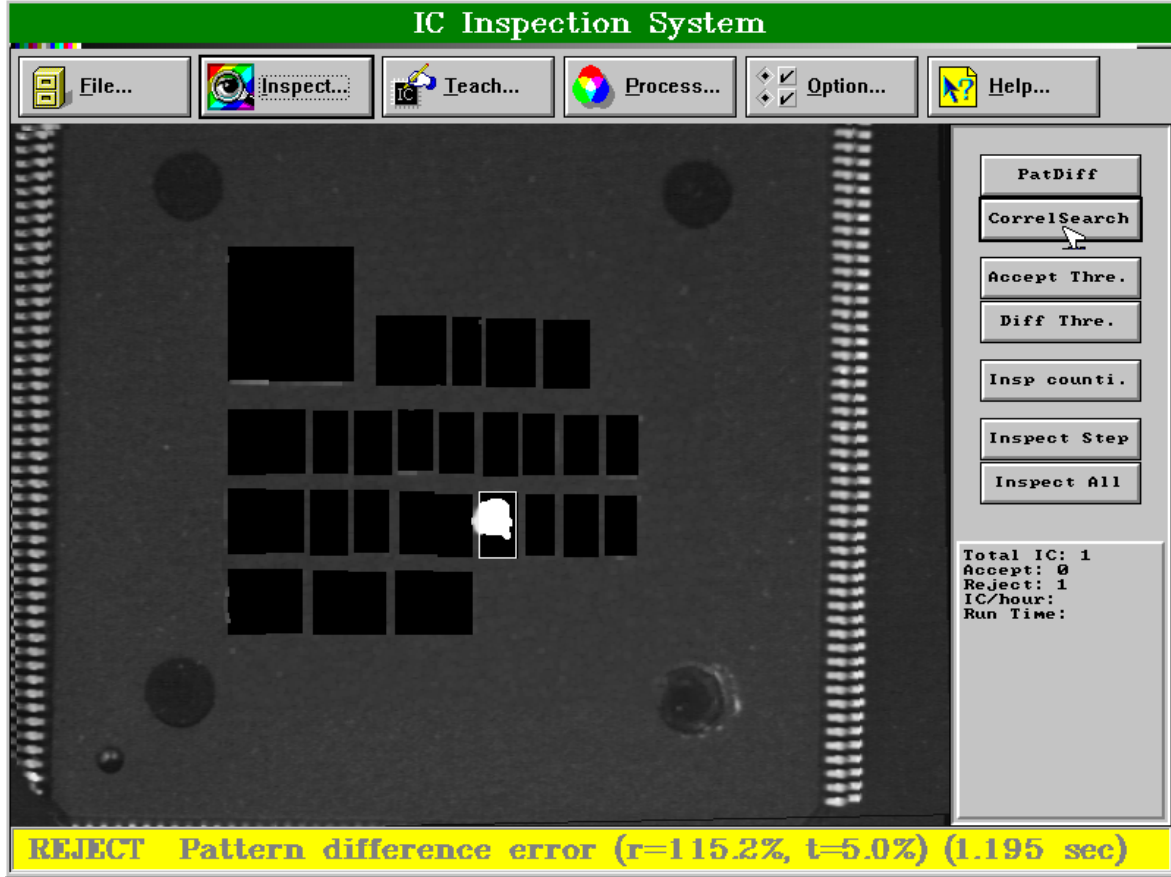 IC Inspection System
File... Inspect... Teach... Process... Option... Help...
IC
PatDiff
CorrelSearch
Accept Thre.
Diff Thre.
Insp counti.
Inspect Step
Inspect All
Total IC: 1
Accept: 0
Reject: 1
IC/hour:
Run Time:
REJECT Pattern difference error (r=115.2%, t=5.0%) (1.195 sec)